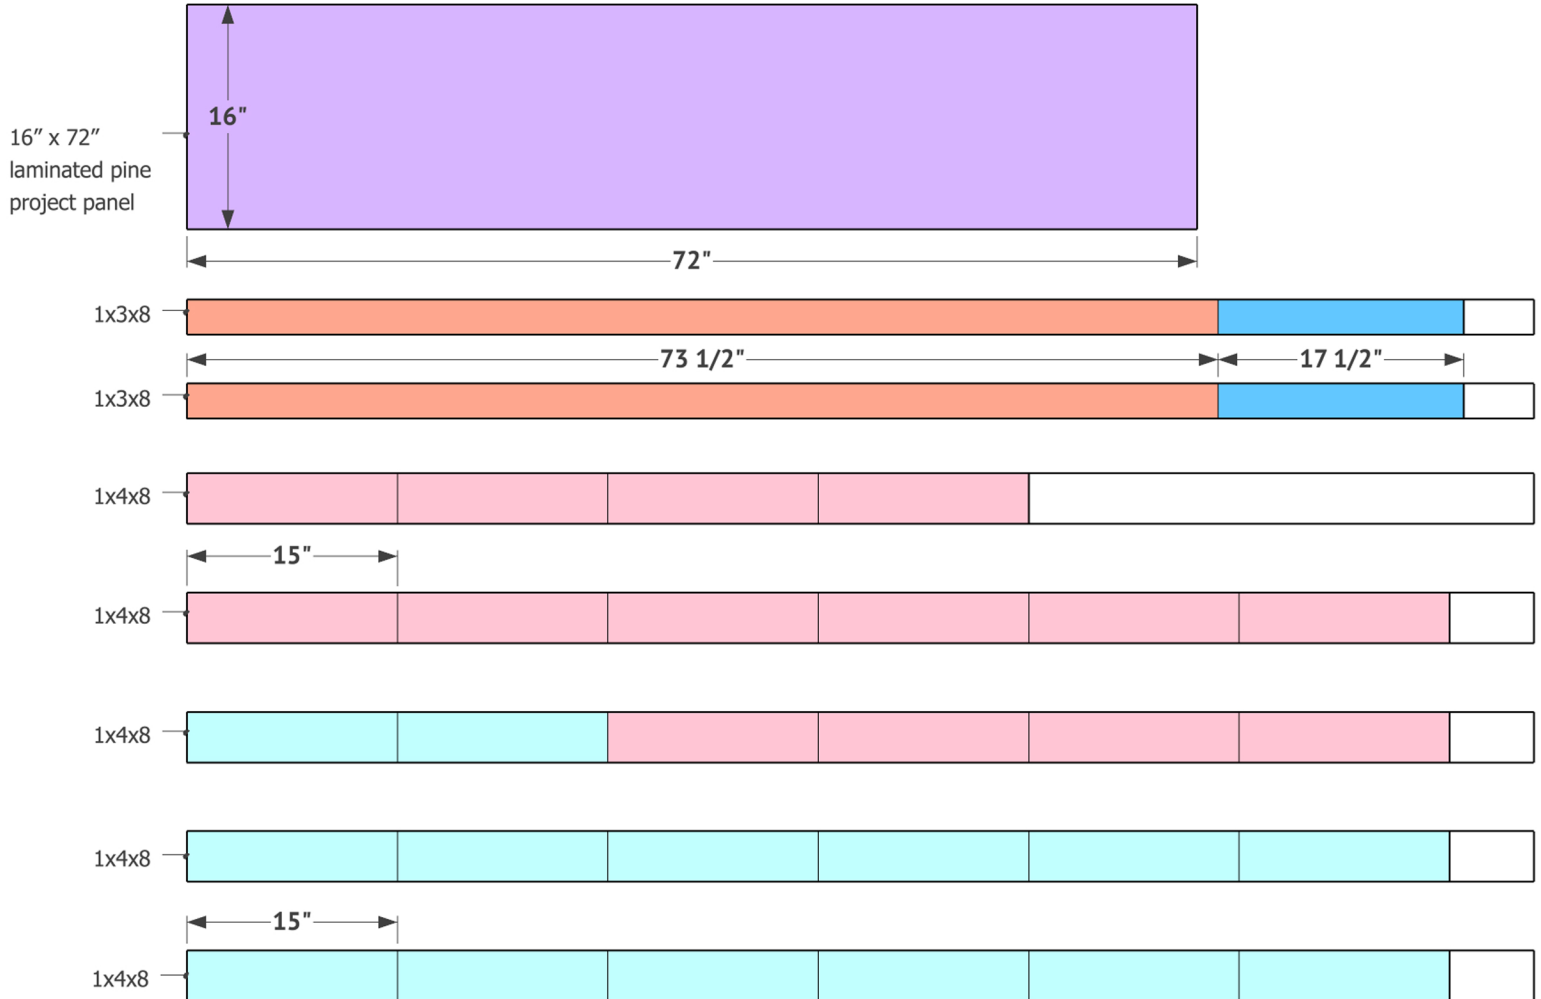 16"
16” x 72”
laminated pine
project panel
72"
1x3x8
73 1/2"
17 1/2"
1x3x8
1x4x8
15"
1x4x8
1x4x8
1x4x8
15"
1x4x8